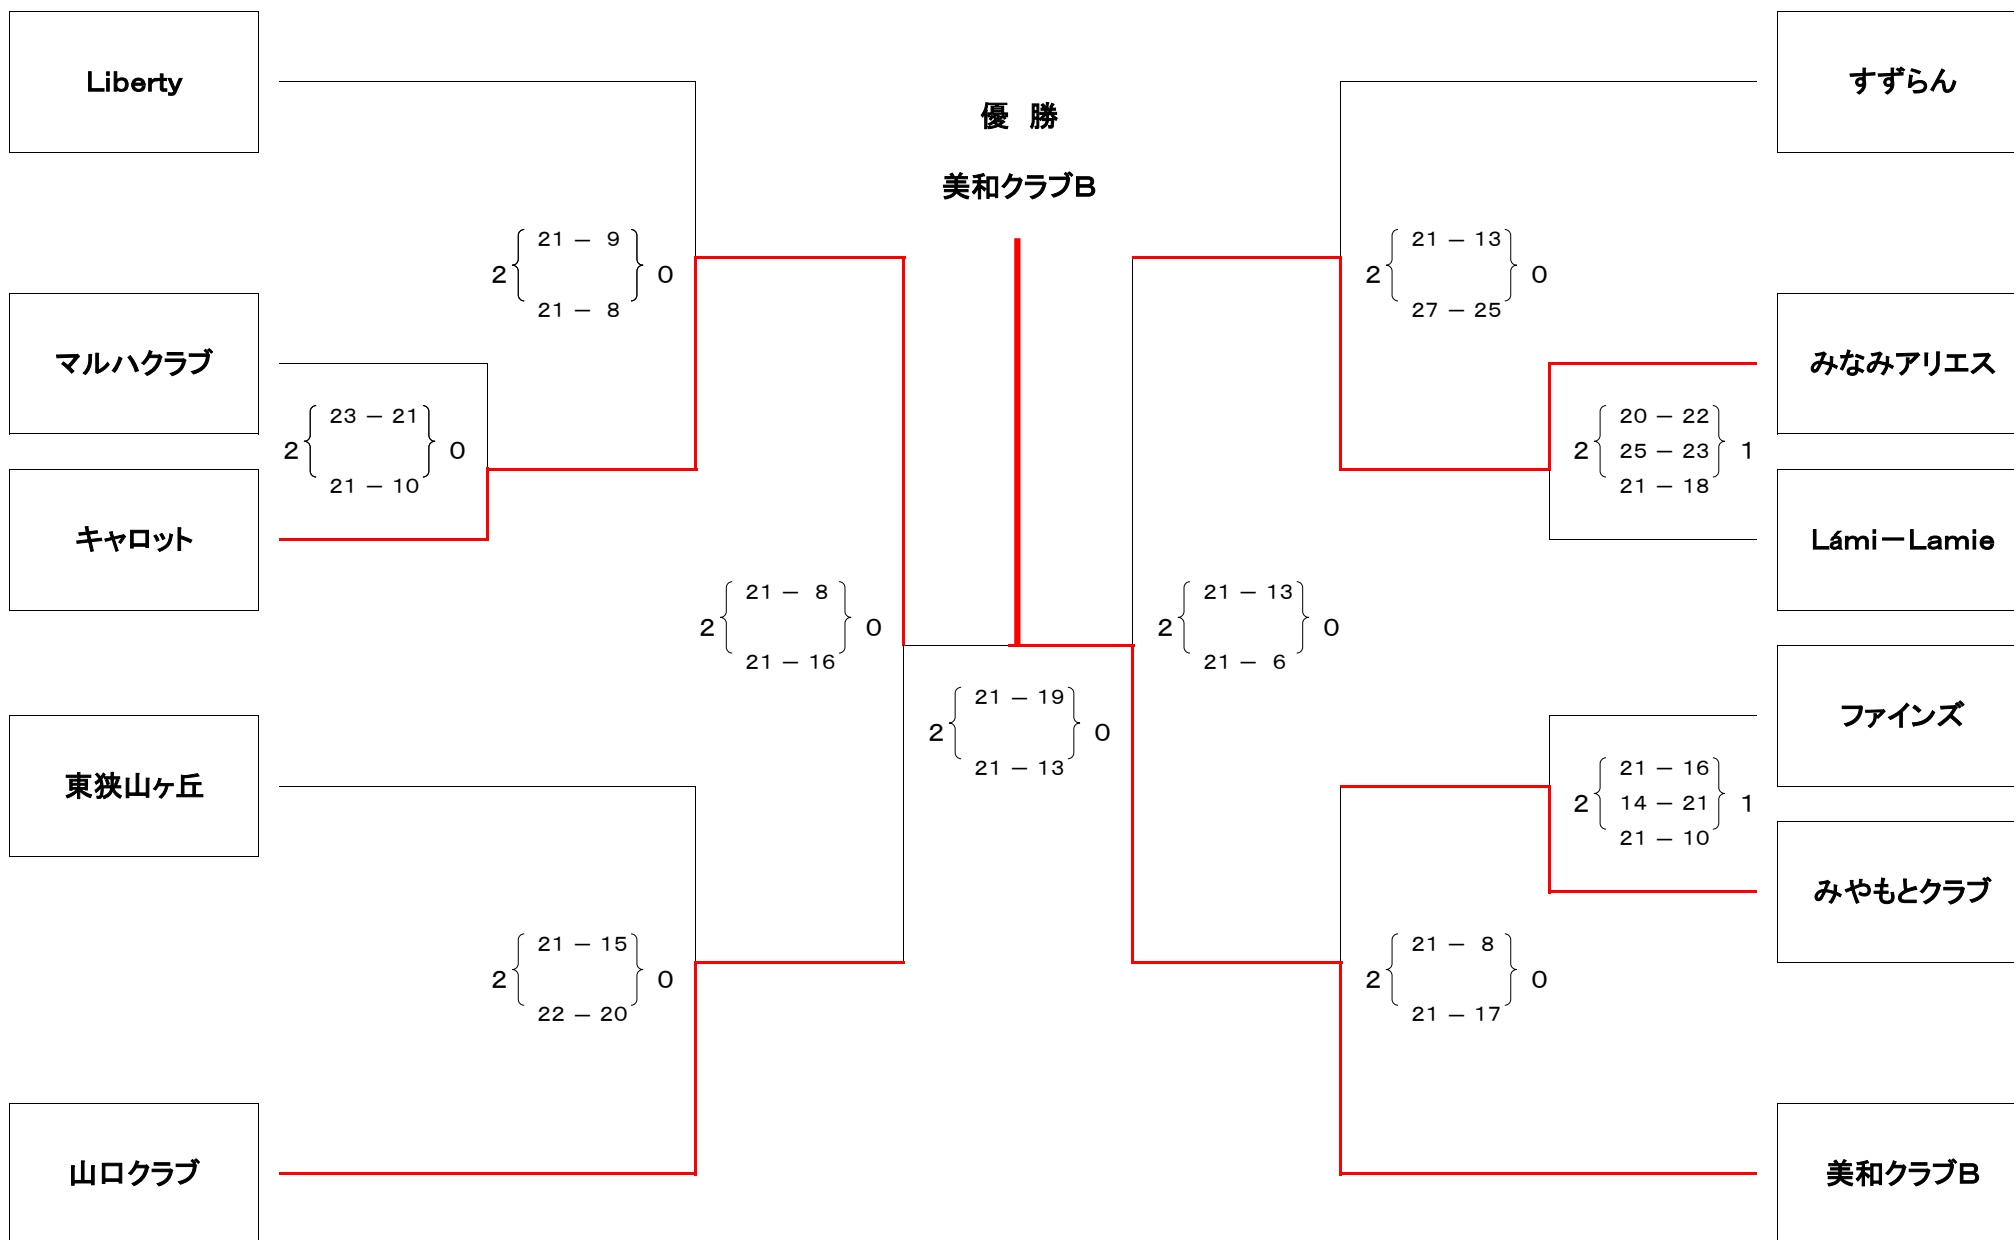 Liberty
すずらん
優 勝
美和クラブB
21 － 9
2 0
21 － 8
21 － 13
2 0
27 － 25
マルハクラブ
みなみアリエス
23 － 21
2 0
21 － 10
20 － 22
2 25 － 23 1
21 － 18
キャロット
Lámi－Lamie
21 － 8
2 0
21 － 16
21 － 13
2 0
21 － 6
21 － 19
2 0
21 － 13
東狭山ヶ丘
ファインズ
21 － 16
2 14 － 21 1
21 － 10
みやもとクラブ
21 － 15
2 0
22 － 20
21 － 8
2 0
21 － 17
山口クラブ
美和クラブB